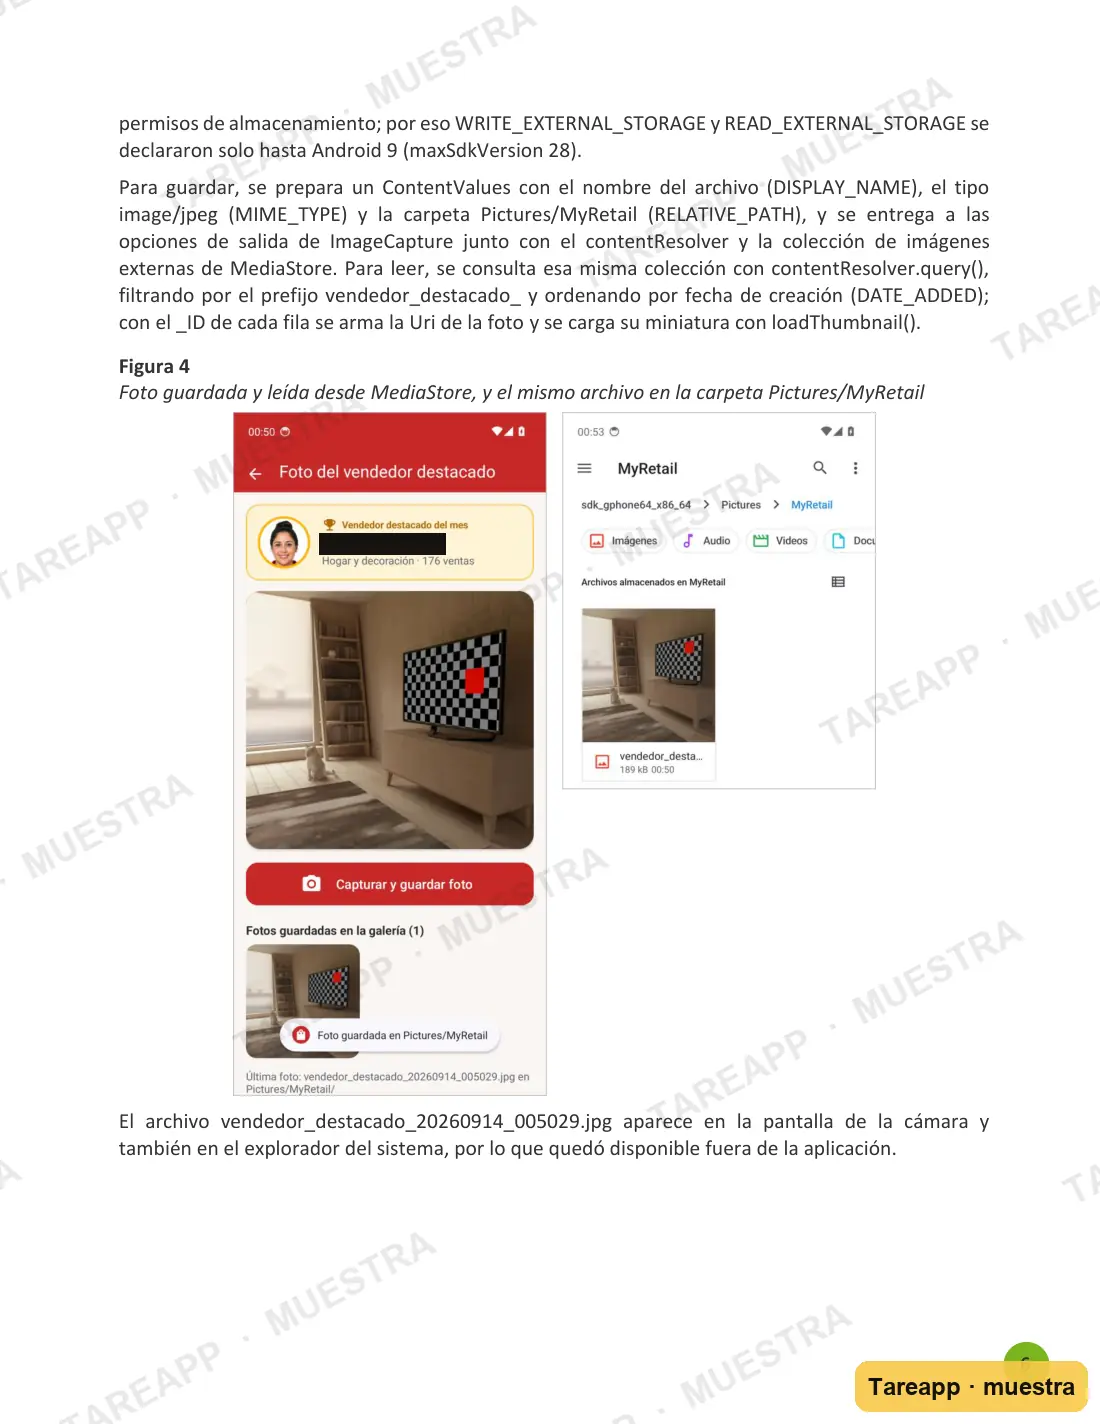 permisos de almacenamiento; por eso WRITE_EXTERNAL_STORAGE y READ_EXTERNAL_STORAGE se
declararon solo hasta Android 9 (maxSdkVersion 28).
Para guardar, se prepara un ContentValues con el nombre del archivo (DISPLAY_NAME), el tipo
image/jpeg (MIME_TYPE) y la carpeta Pictures/MyRetail (RELATIVE_PATH), y se entrega a las
opciones de salida de ImageCapture junto con el contentResolver y la colección de imágenes
externas de MediaStore. Para leer, se consulta esa misma colección con contentResolver.query(),
filtrando por el prefijo vendedor_destacado_ y ordenando por fecha de creación (DATE_ADDED);
con el _ID de cada fila se arma la Uri de la foto y se carga su miniatura con loadThumbnail().
Figura 4
Foto guardada y leída desde MediaStore, y el mismo archivo en la carpeta Pictures/MyRetail
00:50
Foto del vendedor destacado
Vendedor destacado del mes
Hogar y decoración · 176 ventas
Capturar y guardar foto
Fotos guardadas en la galería (1)
Foto guardada en Pictures/MyRetail
Última foto: vendedor_destacado_20260914_005029.jpg en
Pictures/MyRetail/
00:53
MyRetail
sdk_gphone64_x86_64 > Pictures > MyRetail
Imágenes Audio Videos Docu
Archivos almacenados en MyRetail
vendedor_desta...
189 kB 00:50
El archivo vendedor_destacado_20260914_005029.jpg aparece en la pantalla de la cámara y
también en el explorador del sistema, por lo que quedó disponible fuera de la aplicación.
TAREAPP · MUESTRA
Tareapp · muestra